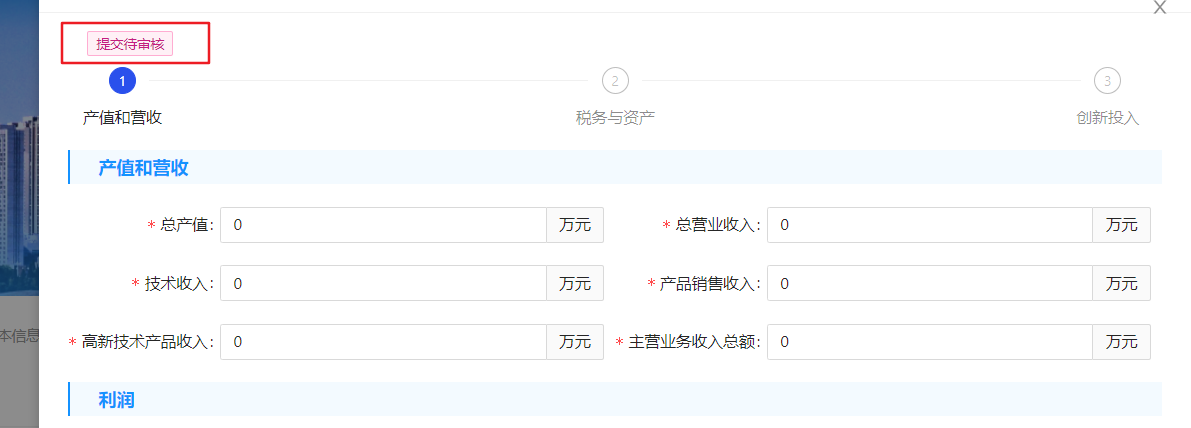 X
提交待审核
1 2 3
产值和营收 税务与资产 创新投入
产值和营收
* 总产值: 0 万元 * 总营业收入: 0 万元
* 技术收入: 0 万元 * 产品销售收入: 0 万元
本信息 * 高新技术产品收入: 0 万元 * 主营业务收入总额: 0 万元
利润